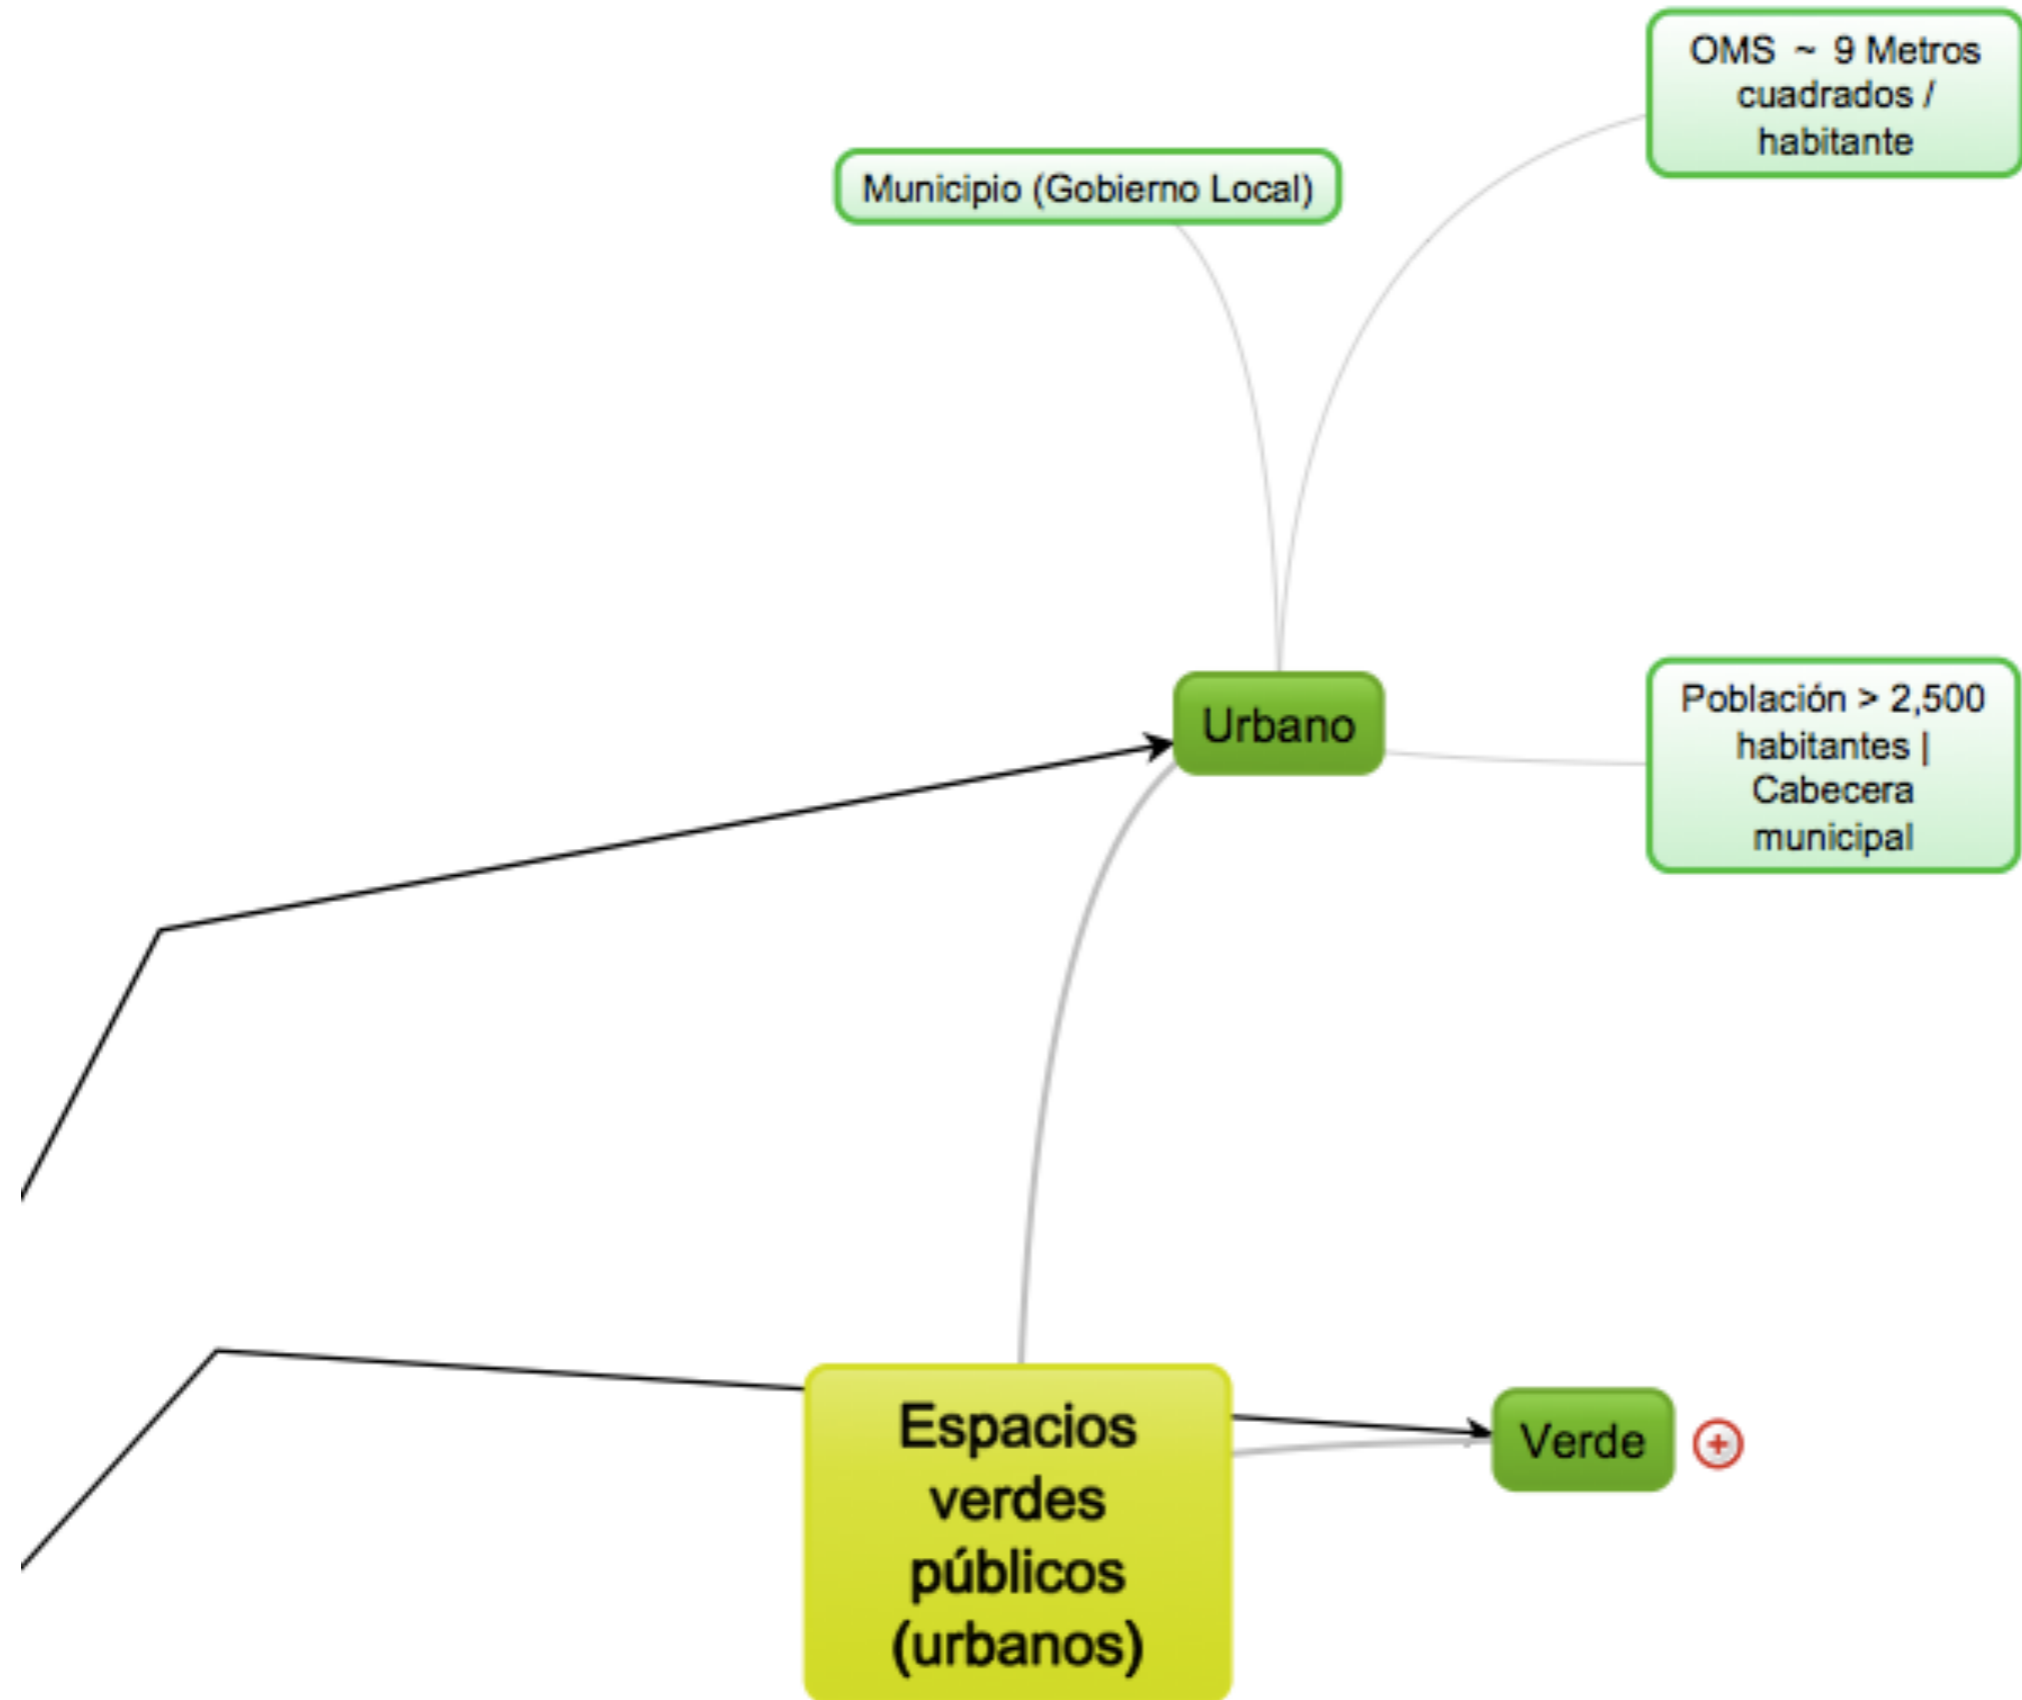 OMS ~ 9 Metros
cuadrados /
habitante
Municipio (Gobierno Local)
Urbano
Población > 2,500
habitantes |
Cabecera
municipal
Espacios
verdes
públicos
(urbanos)
Verde